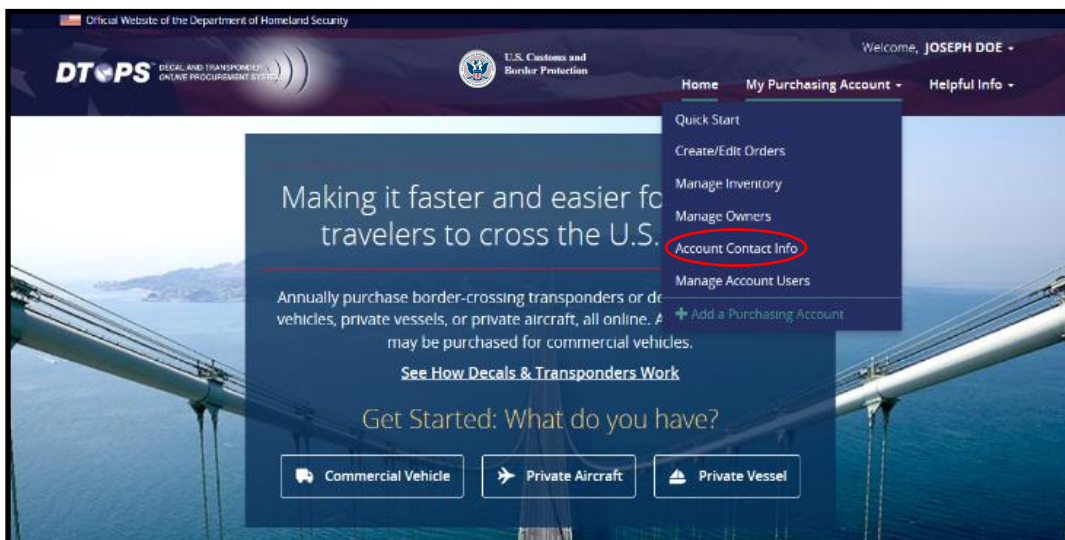 Official Website of the Department of Homeland Security
Welcome, JOSEPH DOE
DTOPS DECAL AND TRANSPONDER
ONLINE PROCUREMENT SYSTEM
U.S. Customs and
Border Protection
Home My Purchasing Account Helpful Info
Quick Start
Create/Edit Orders
Manage Inventory
Manage Owners
Account Contact Info
Manage Account Users
+ Add a Purchasing Account
Making it faster and easier fo
travelers to cross the U.S.
Annually purchase border-crossing transponders or de
vehicles, private vessels, or private aircraft, all online. A
may be purchased for commercial vehicles.
See How Decals & Transponders Work
Get Started: What do you have?
Commercial Vehicle Private Aircraft Private Vessel